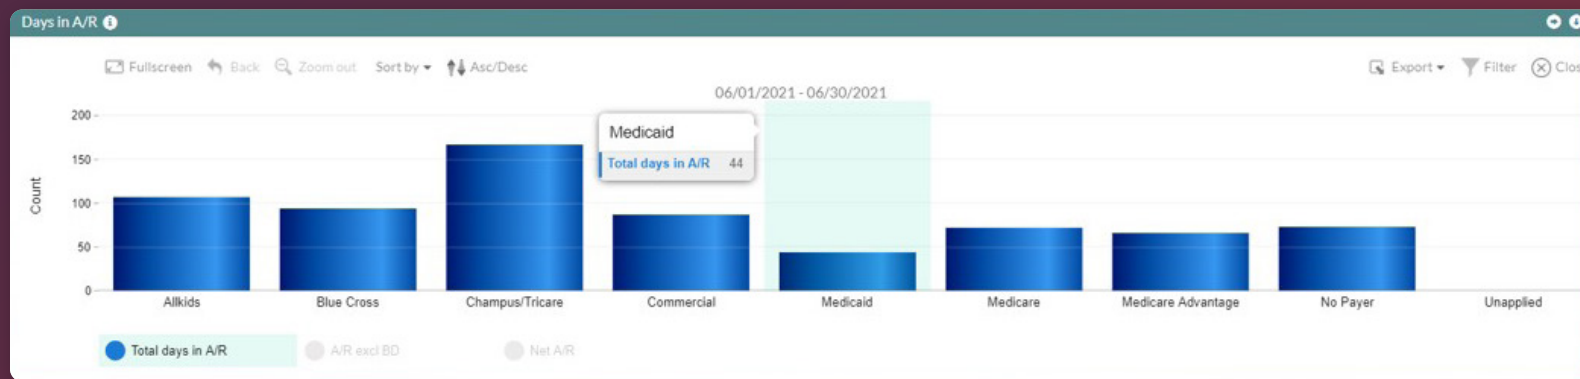 Days in A/R
Fullscreen Back Zoom out Sort by Asc/Desc Export Filter Clos
06/01/2021 - 06/30/2021
200
Medicaid
Total days in A/R 44
150
Count
100
50
0
Allkids Blue Cross Champus/Tricare Commercial Medicaid Medicare Medicare Advantage No Payer Unapplied
Total days in A/R A/R excl BD Net A/R